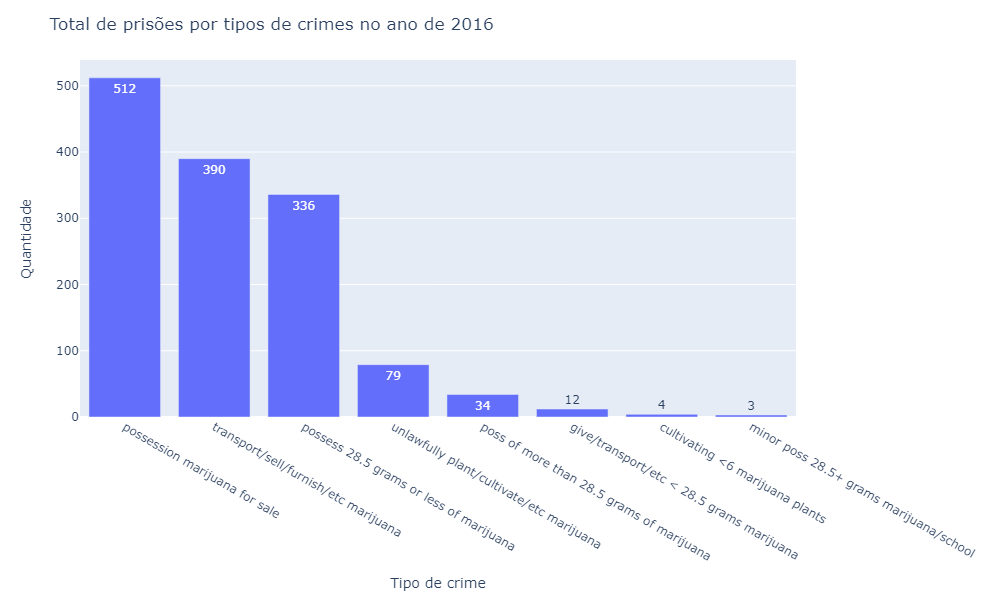 Total de prisões por tipos de crimes no ano de 2016
Quantidade
500
400
300
200
100
0
512
390
336
79
34
12
4
3
possession marijuana for sale
transport/sell/furnish/etc marijuana
possess 28.5 grams or less of marijuana
unlawfully plant/cultivate/etc marijuana
poss of more than 28.5 grams of marijuana
give/transport/etc < 28.5 grams marijuana
cultivating <6 marijuana plants
minor poss 28.5+ grams marijuana/school
Tipo de crime